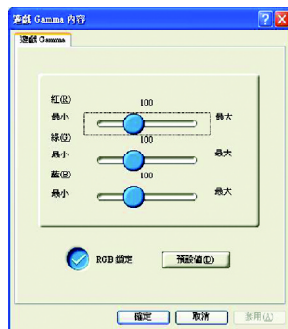 遊戲 Gamma 內容
遊戲 Gamma
紅(R)
100
最小
最大
綠(G)
100
最小
最大
藍(B)
100
最小
最大
RGB 鎖定
預設值(D)
確定
取消
套用(A)